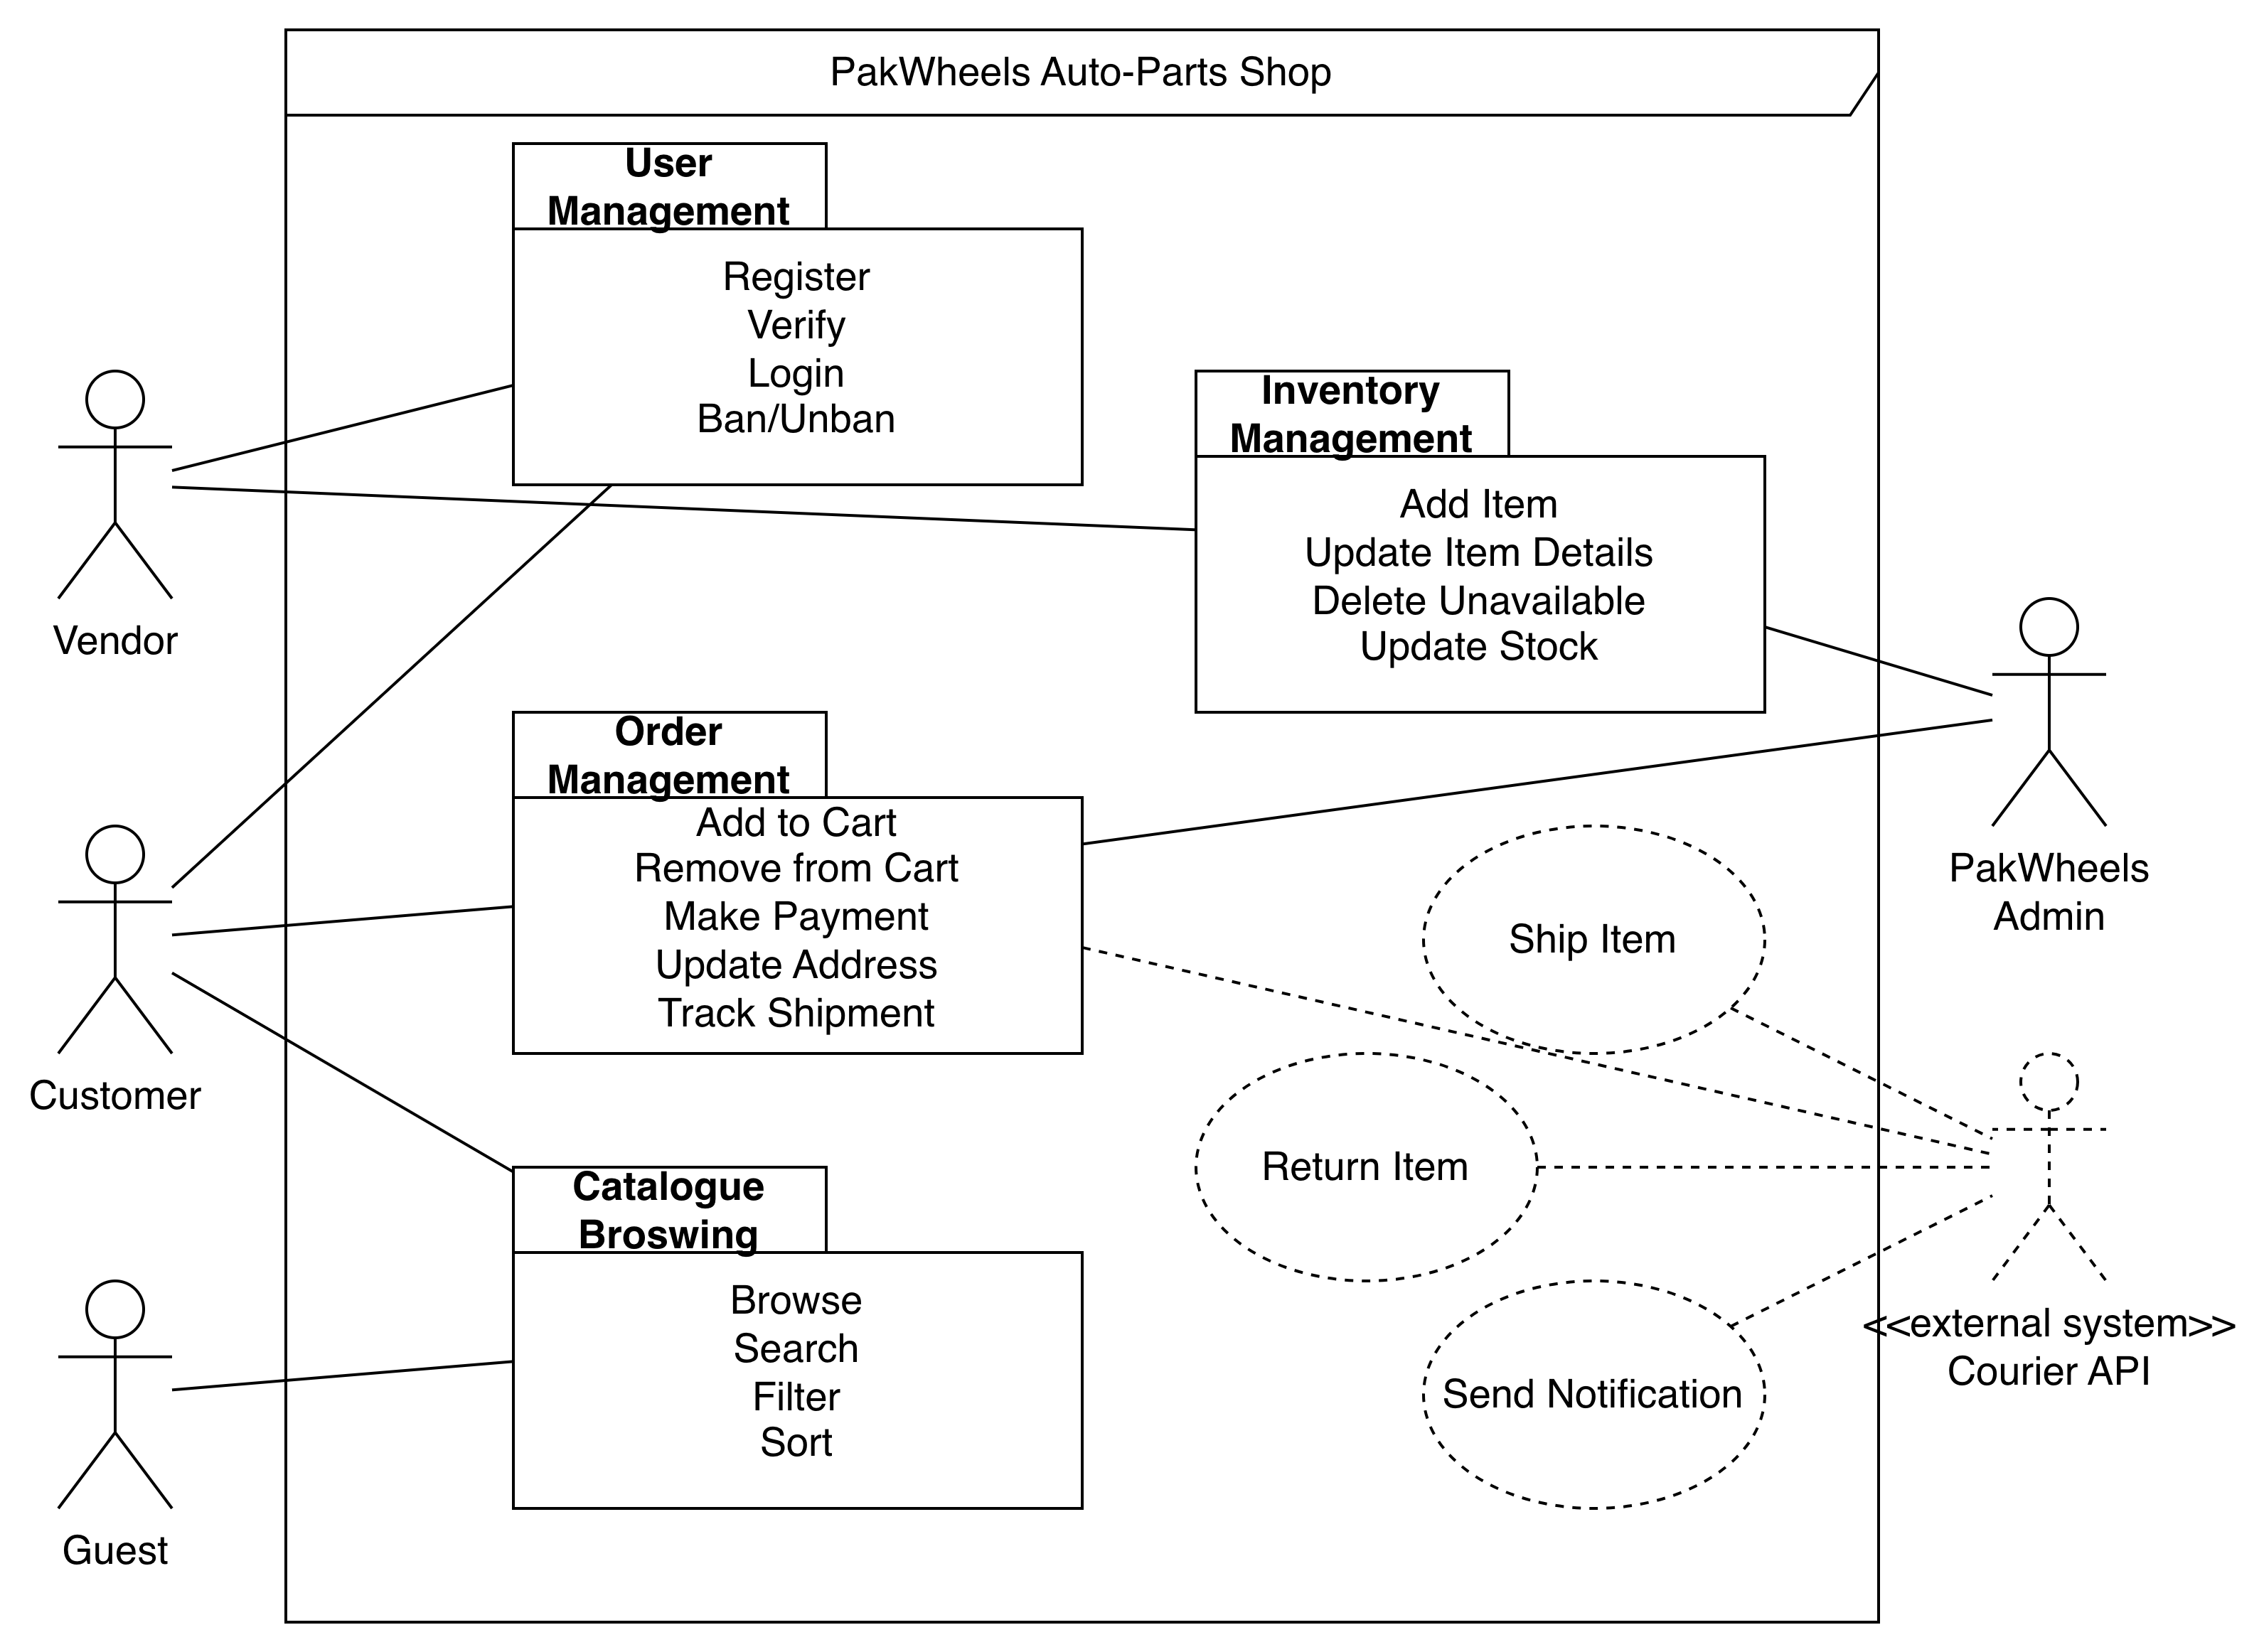 PakWheels Auto-Parts Shop
User
Management
Register
Verify
Login
Ban/Unban
Inventory
Management
Add Item
Update Item Details
Delete Unavailable
Update Stock
Vendor
Order
Management
Add to Cart
Remove from Cart
Make Payment
Update Address
Track Shipment
PakWheels
Admin
Ship Item
Customer
Return Item
Catalogue
Broswing
Browse
Search
Filter
Sort
<<external system>>
Courier API
Send Notification
Guest